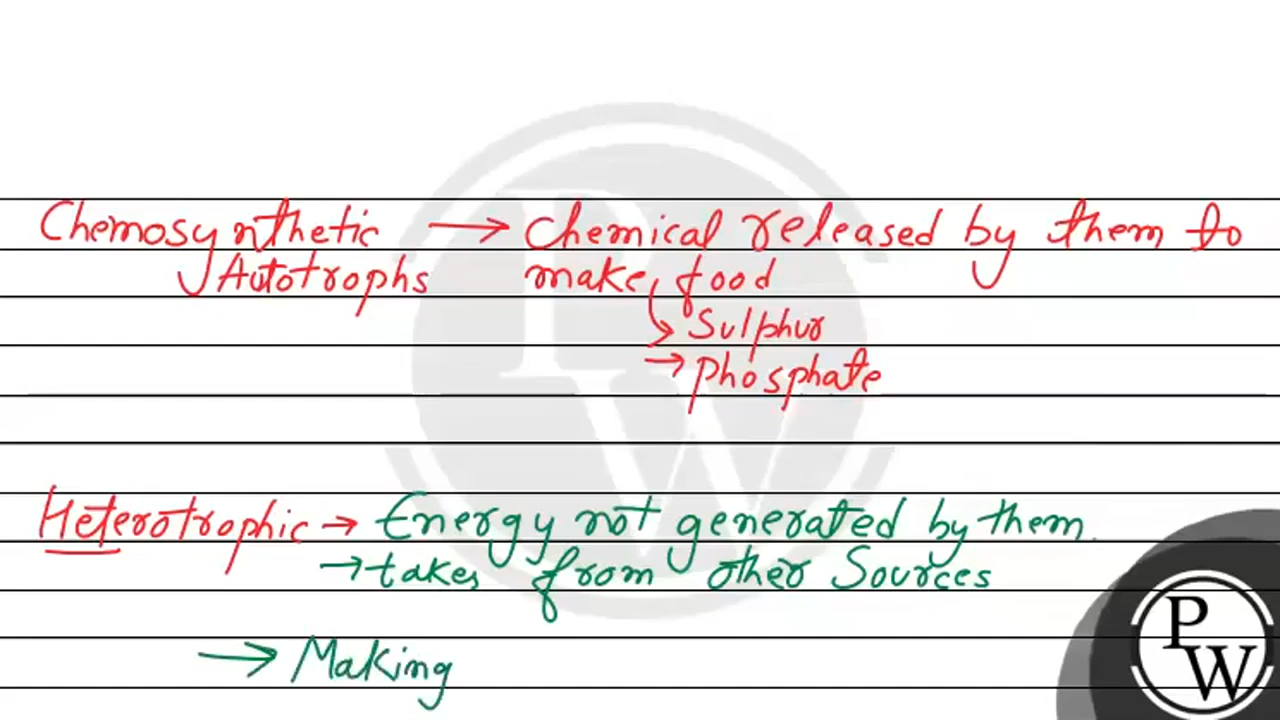 Chemosynthetic → Chemical released by them to
Autotrophs make food
↳ Sulphur
→ phosphate
Heterotrophic → Energy not generated by them.
→ takes from other Sources
→ Making
PW
PW